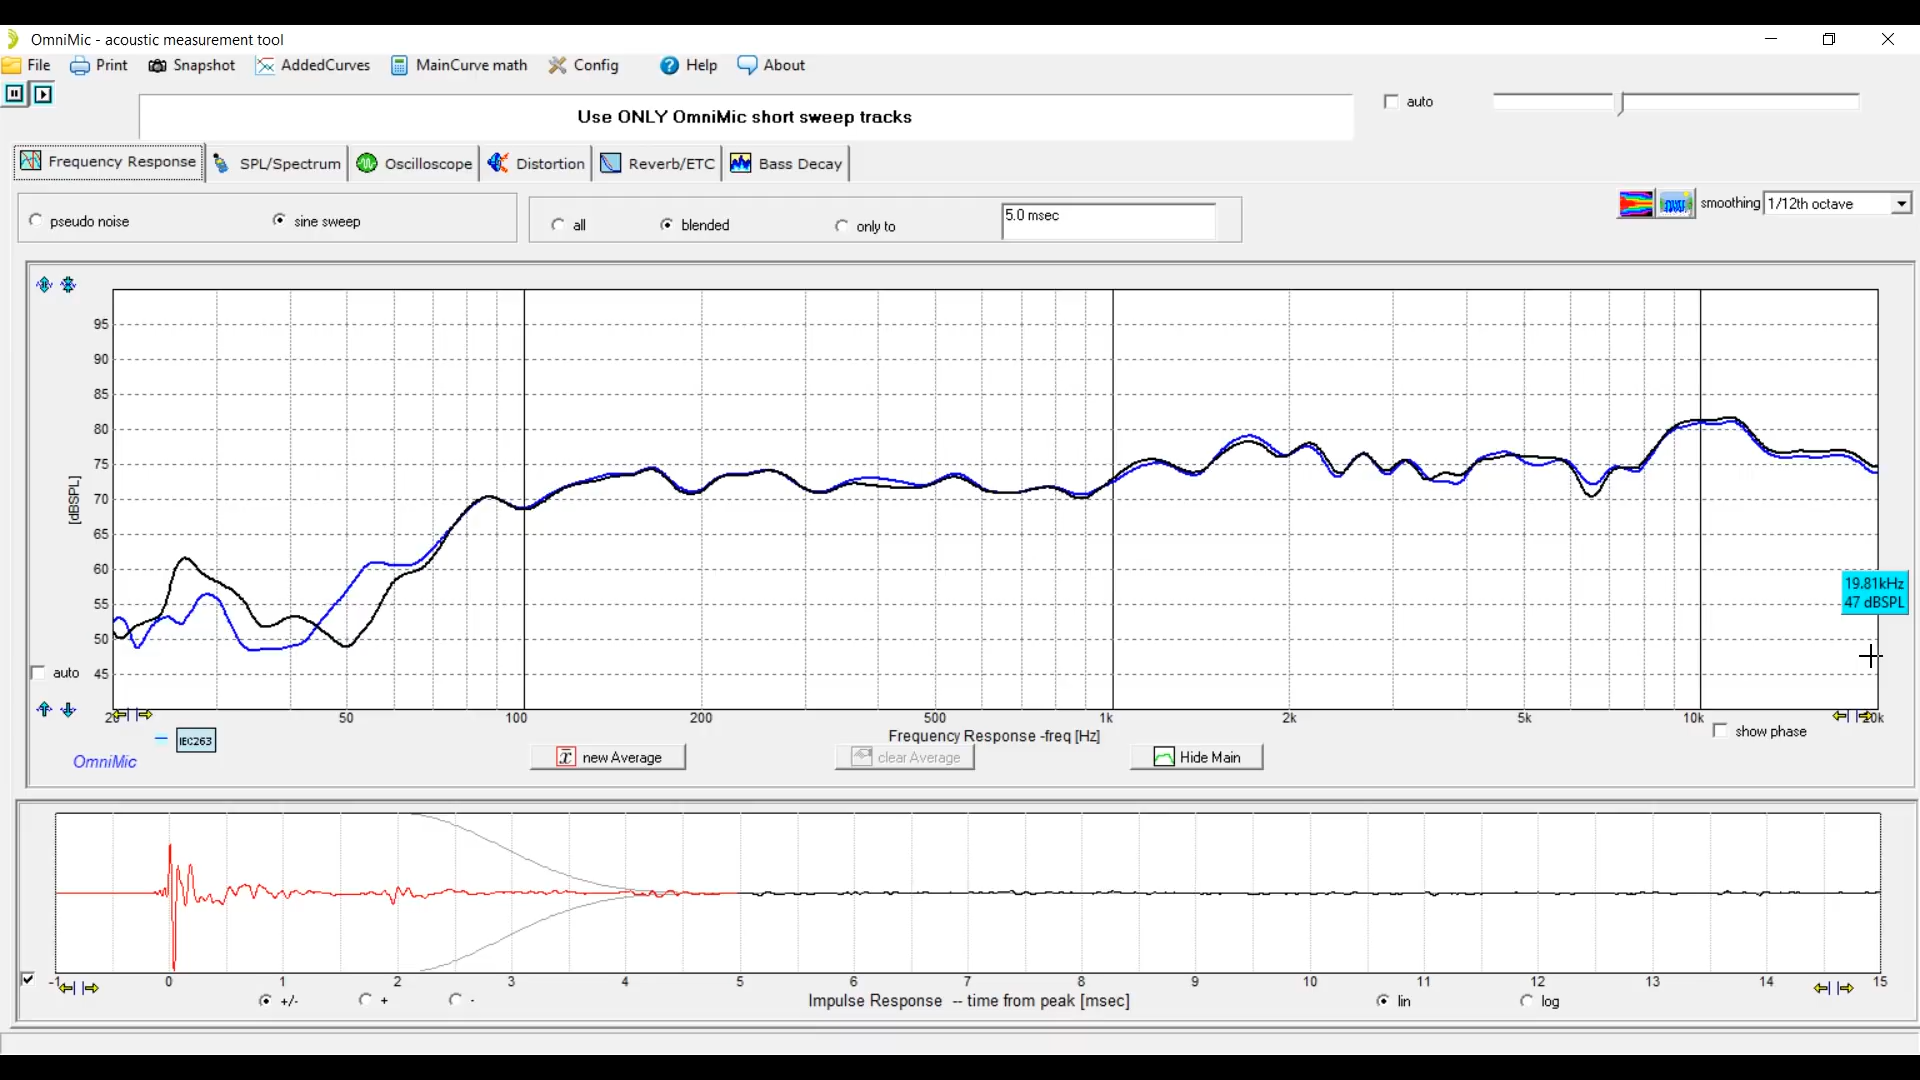 OmniMic - acoustic measurement tool
File Print Snapshot AddedCurves MainCurve math Config Help About
Use ONLY OmniMic short sweep tracks
auto
Frequency Response SPL/Spectrum Oscilloscope Distortion Reverb/ETC Bass Decay
pseudo noise sine sweep all blended only to 5.0 msec
smoothing 1/12th octave
95
90
85
80
75
70
65
60
55
50
45
[dBSPL]
19.81kHz
47 dBSPL
auto
20 50 100 200 500 1k 2k 5k 10k 20k
Frequency Response -freq [Hz]
show phase
IEC263
OmniMic
new Average clear Average Hide Main
-1 0 1 2 3 4 5 6 7 8 9 10 11 12 13 14 15
+/- + -
Impulse Response -- time from peak [msec]
lin log